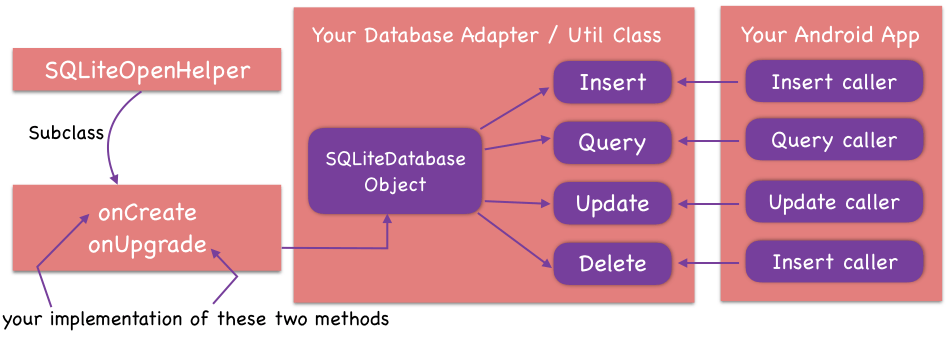 SQLiteOpenHelper
Subclass
onCreate
onUpgrade
your implementation of these two methods
Your Database Adapter / Util Class
SQLiteDatabase
Object
Insert
Query
Update
Delete
Your Android App
Insert caller
Query caller
Update caller
Insert caller